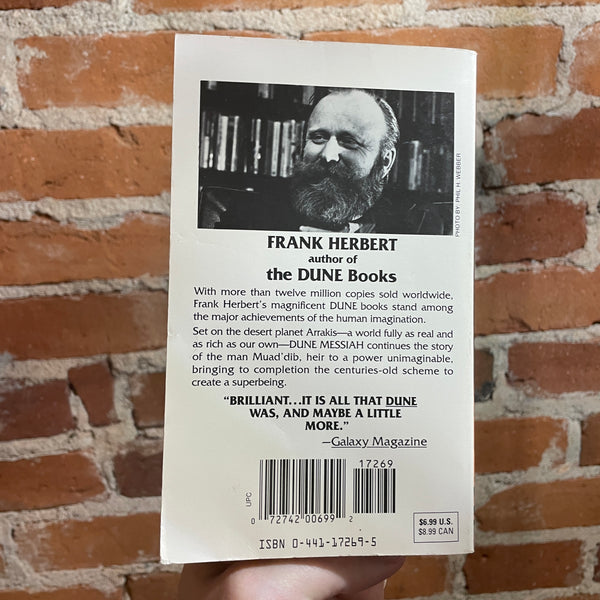 PHOTO BY: PHIL H. WEBBER
FRANK HERBERT
author of
the DUNE Books
With more than twelve million copies sold worldwide,
Frank Herbert's magnificent DUNE books stand among
the major achievements of the human imagination.
Set on the desert planet Arrakis—a world fully as real and
as rich as our own—DUNE MESSIAH continues the story
of the man Muad'dib, heir to a power unimaginable,
bringing to completion the centuries-old scheme to
create a superbeing.
"BRILLIANT...IT IS ALL THAT DUNE
WAS, AND MAYBE A LITTLE
MORE."
—Galaxy Magazine
17269
UPC
0 72742 00699 2
$6.99 U.S.
$8.99 CAN
ISBN 0-441-17269-5